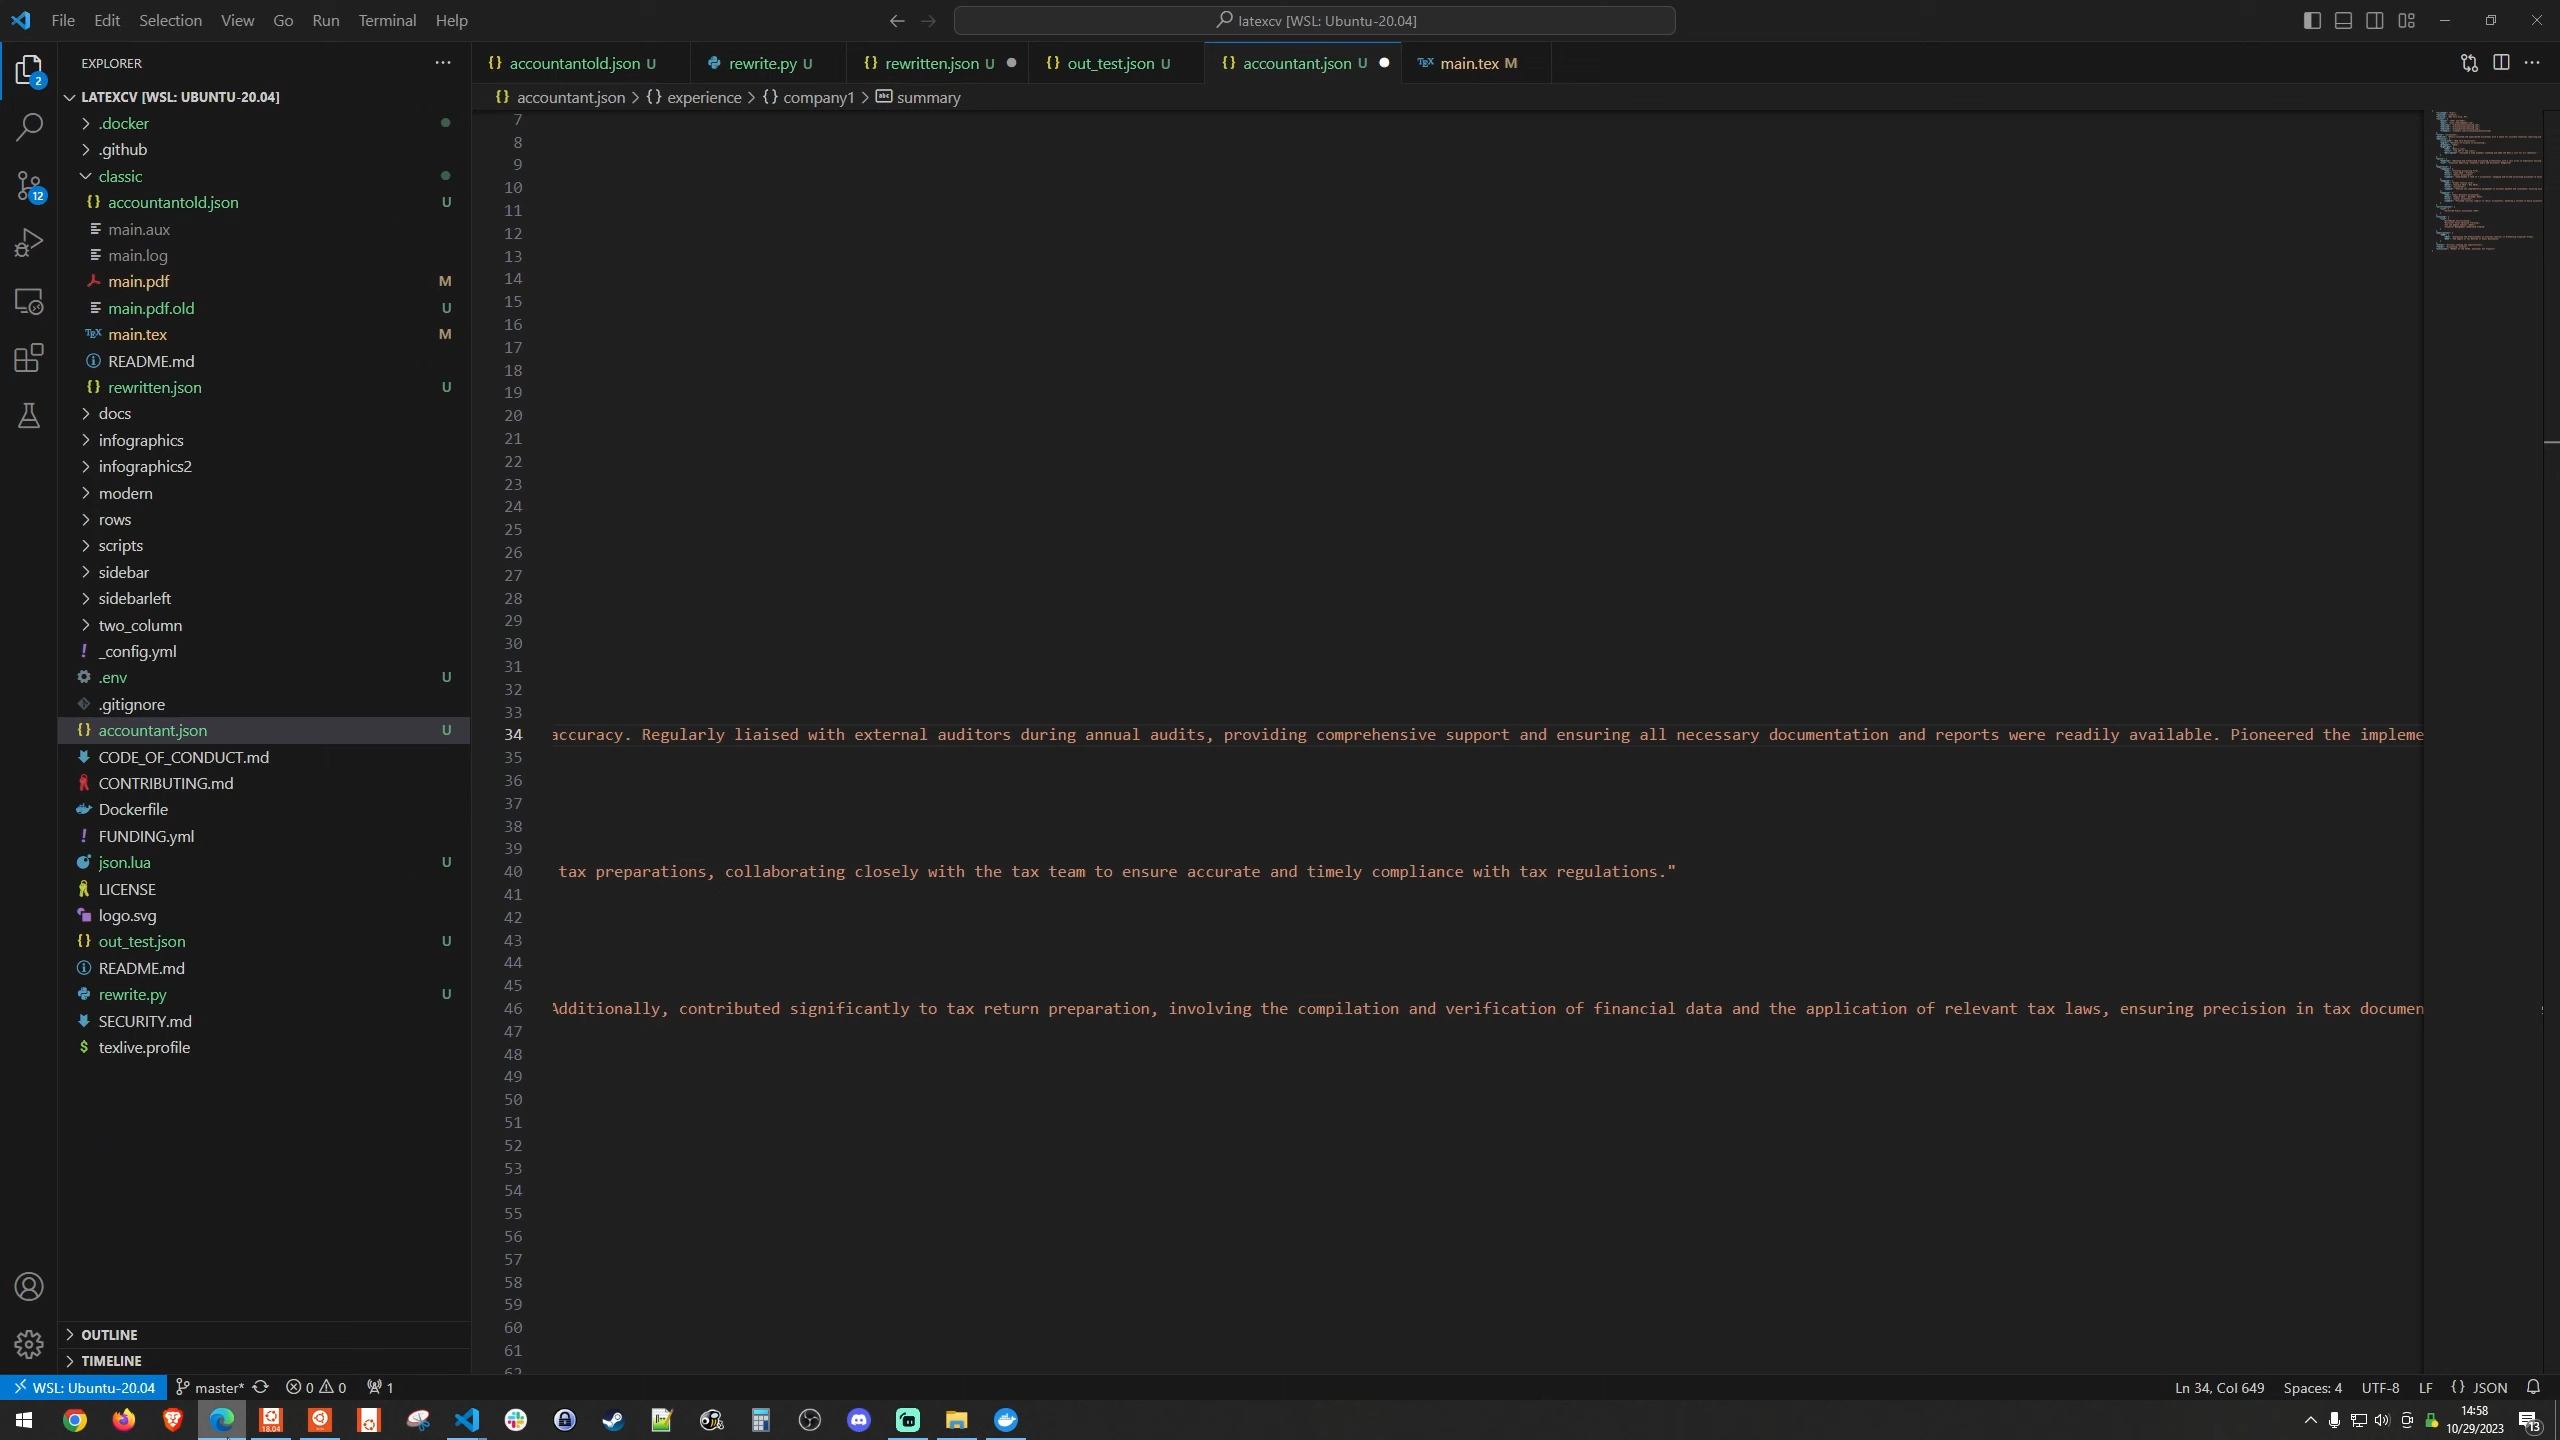 File Edit Selection View Go Run Terminal Help
latexcv [WSL: Ubuntu-20.04]
EXPLORER
accountantold.json U
rewrite.py U
rewritten.json U
out_test.json U
accountant.json U
main.tex M
accountant.json > {} experience > {} company1 > summary
LATEXCV [WSL: UBUNTU-20.04]
.docker
.github
classic
accountantold.json U
main.aux
main.log
main.pdf M
main.pdf.old U
main.tex M
README.md
rewritten.json U
docs
infographics
infographics2
modern
rows
scripts
sidebar
sidebarleft
two_column
_config.yml
.env U
.gitignore
accountant.json U
CODE_OF_CONDUCT.md
CONTRIBUTING.md
Dockerfile
FUNDING.yml
json.lua U
LICENSE
logo.svg
out_test.json U
README.md
rewrite.py U
SECURITY.md
texlive.profile
OUTLINE
TIMELINE
2
12
7
8
9
10
11
12
13
14
15
16
17
18
19
20
21
22
23
24
25
26
27
28
29
30
31
32
33
34 accuracy. Regularly liaised with external auditors during annual audits, providing comprehensive support and ensuring all necessary documentation and reports were readily available. Pioneered the impleme
35
36
37
38
39
40 tax preparations, collaborating closely with the tax team to ensure accurate and timely compliance with tax regulations."
41
42
43
44
45
46 Additionally, contributed significantly to tax return preparation, involving the compilation and verification of financial data and the application of relevant tax laws, ensuring precision in tax documen
47
48
49
50
51
52
53
54
55
56
57
58
59
60
61
62
WSL: Ubuntu-20.04 master* 0 0 1
Ln 34, Col 649 Spaces: 4 UTF-8 LF {} JSON
18.04
14:58
10/29/2023
13